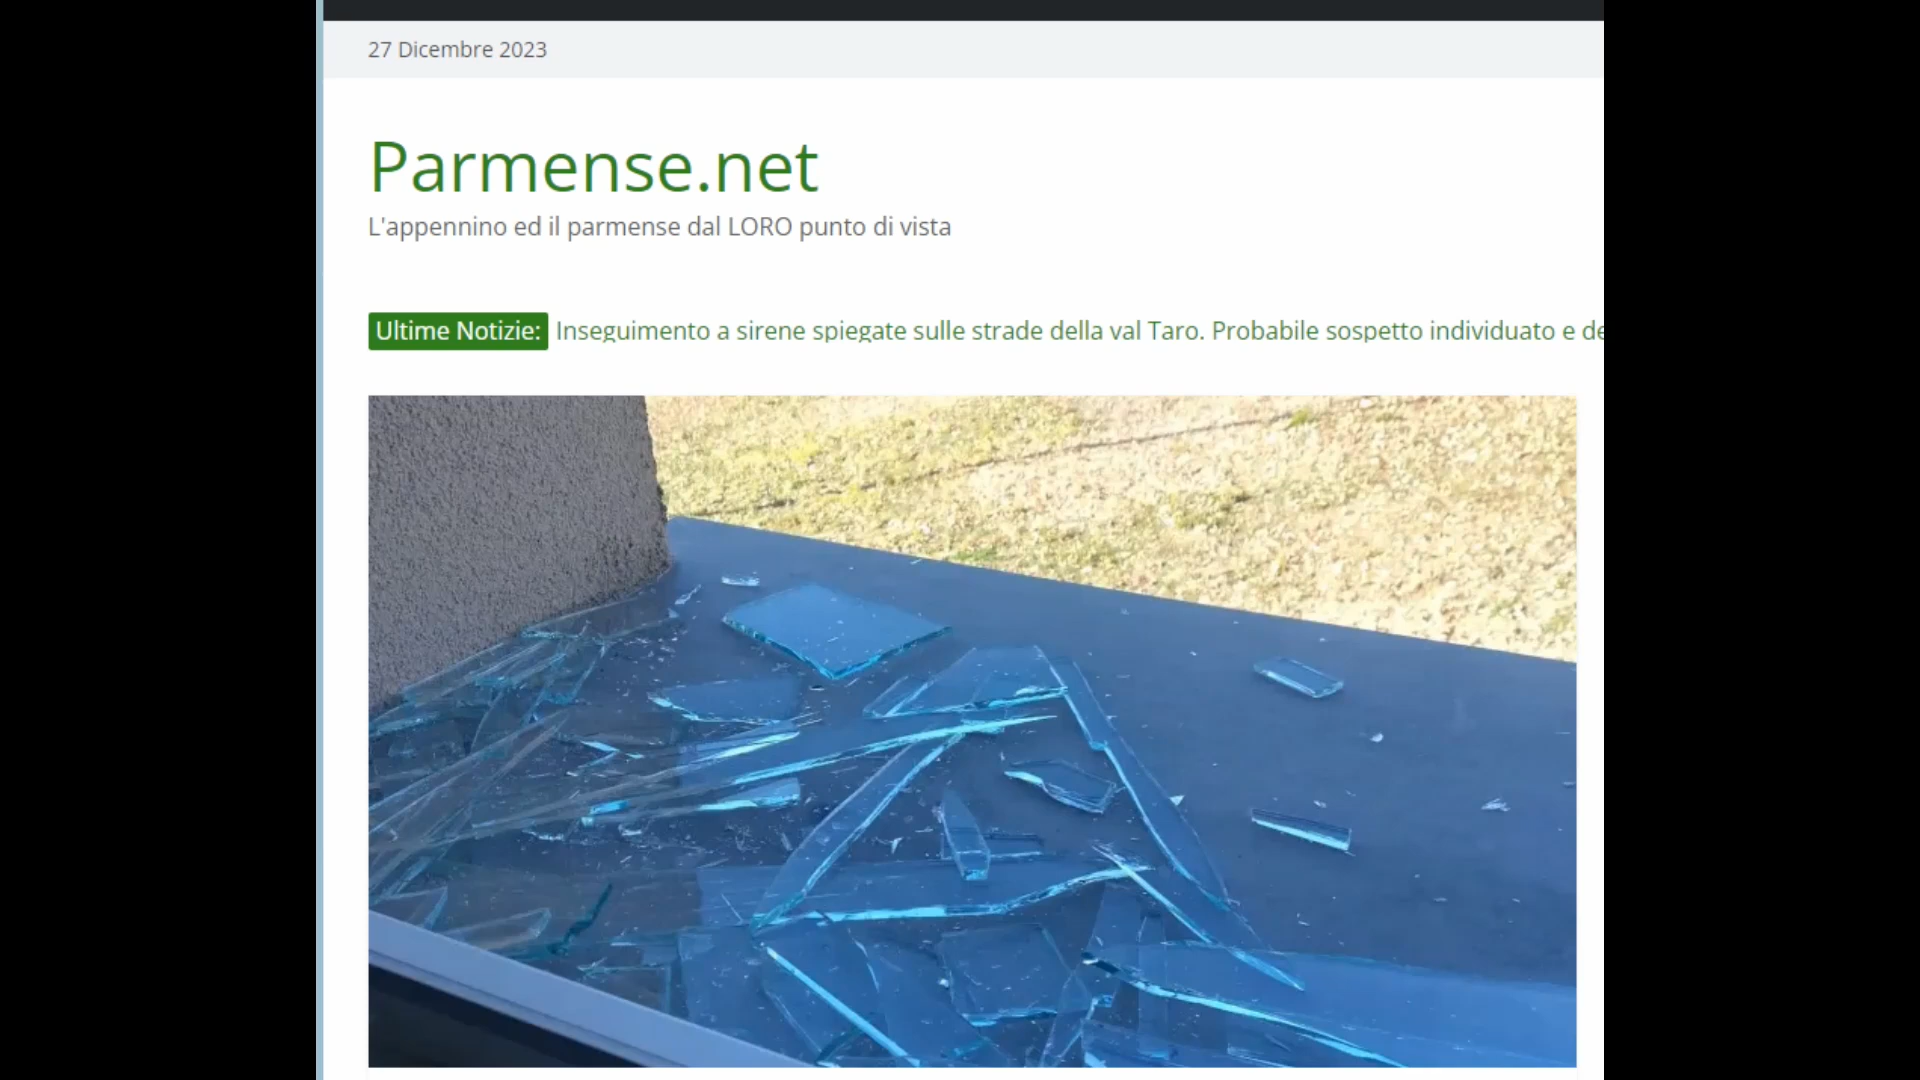 27 Dicembre 2023
Parmense.net
L'appennino ed il parmense dal LORO punto di vista
Ultime Notizie: Inseguimento a sirene spiegate sulle strade della val Taro. Probabile sospetto individuato e